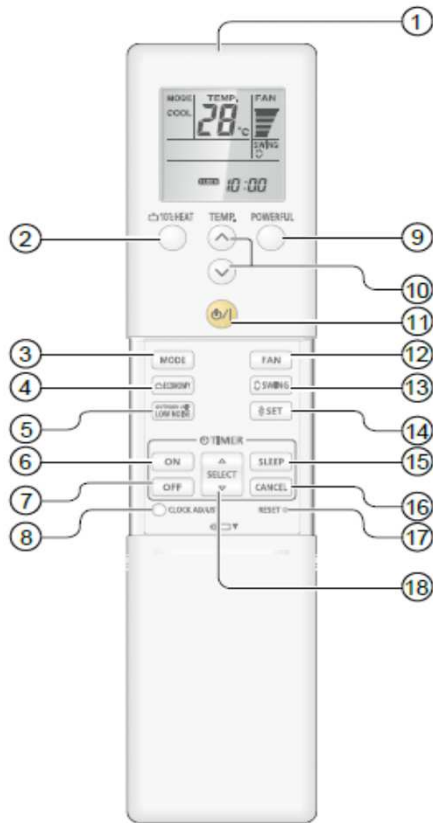 1
MODE TEMP. FAN
COOL 28 °C
SWING
CLOCK 10:00
10℃HEAT TEMP. POWERFUL
2
9
10
11
3 MODE FAN 12
4 ECONOMY SWING 13
5 LOW NOISE SET 14
TIMER
6 ON SELECT SLEEP 15
7 OFF CANCEL 16
8 CLOCK ADJUST RESET 17
18